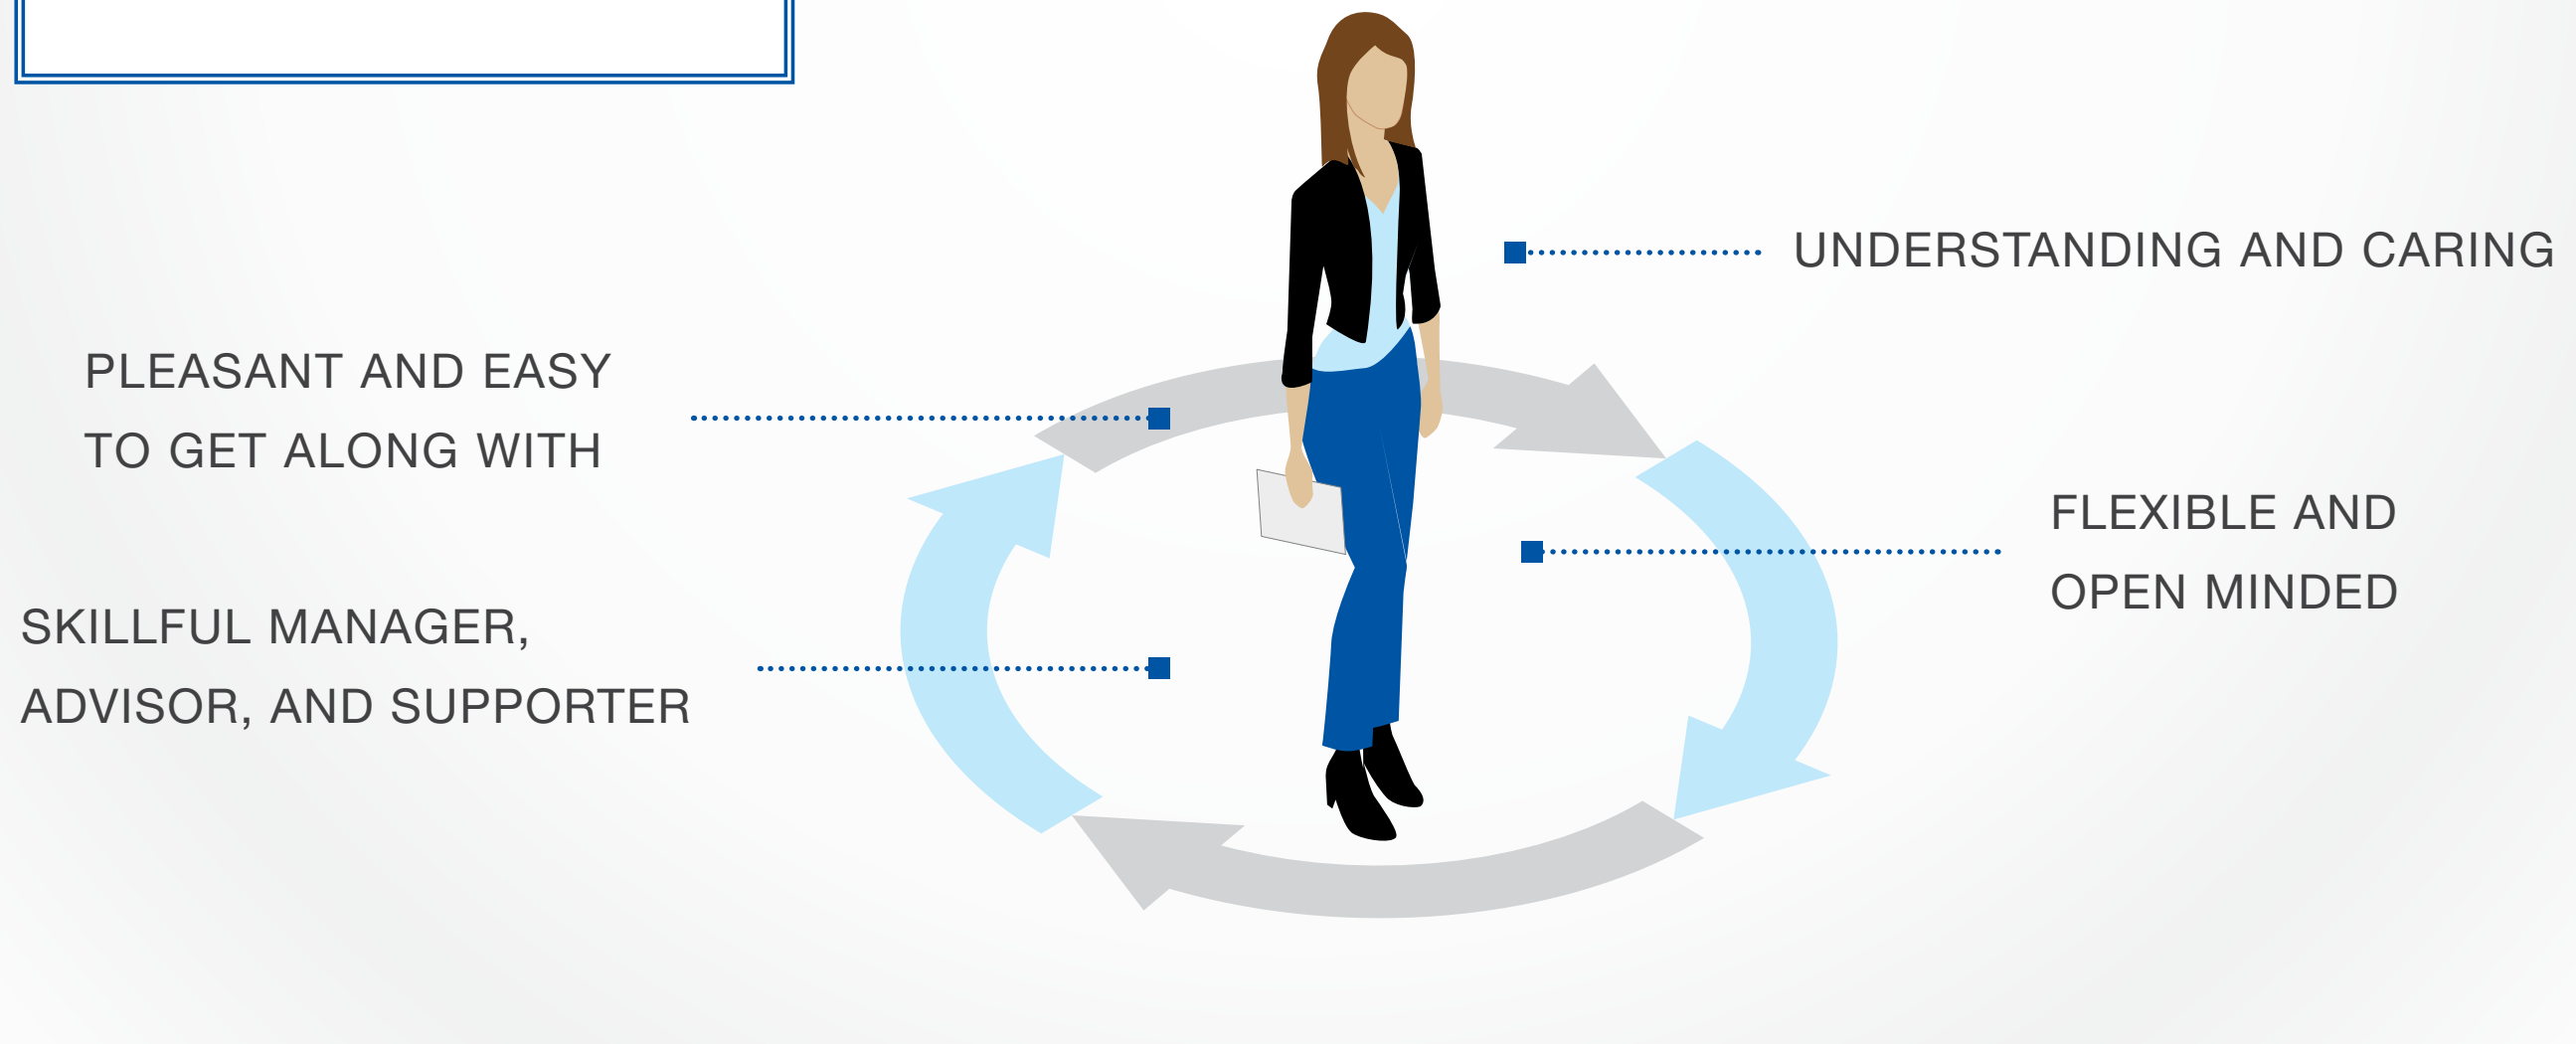 UNDERSTANDING AND CARING
PLEASANT AND EASY
TO GET ALONG WITH
FLEXIBLE AND
OPEN MINDED
SKILLFUL MANAGER,
ADVISOR, AND SUPPORTER